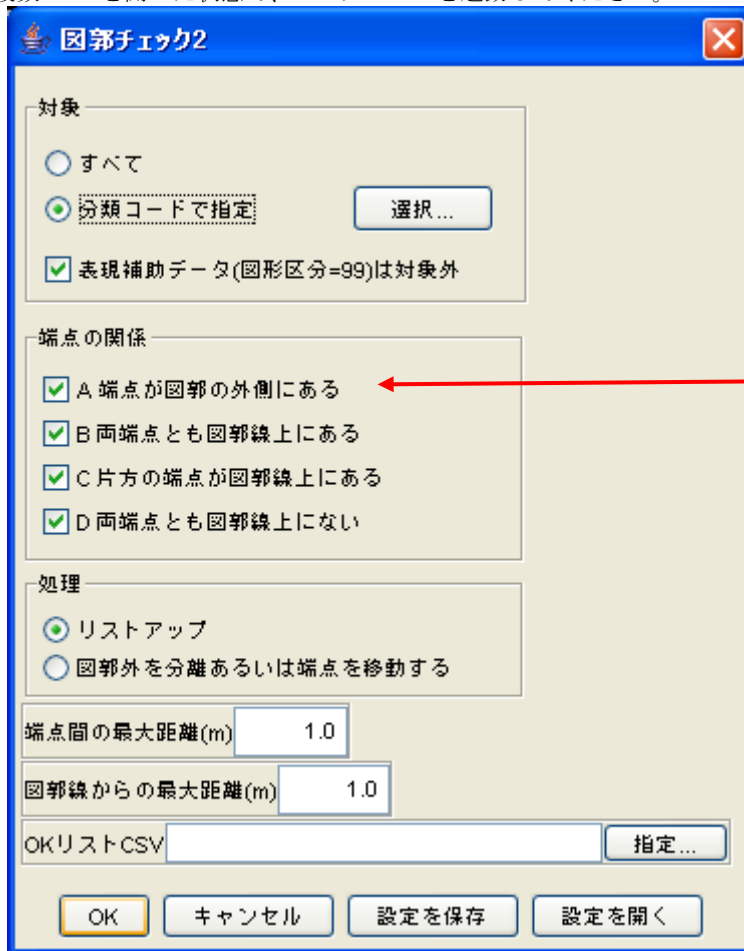 図郭チェック2
対象
すべて
分類コードで指定
選択...
表現補助データ(図形区分=99)は対象外
端点の関係
A 端点が図郭の外側にある
B 両端点とも図郭線上にある
C 片方の端点が図郭線上にある
D 両端点とも図郭線上にない
処理
リストアップ
図郭外を分離あるいは端点を移動する
端点間の最大距離(m) 1.0
図郭線からの最大距離(m) 1.0
OKリストCSV 指定...
OK キャンセル 設定を保存 設定を開く